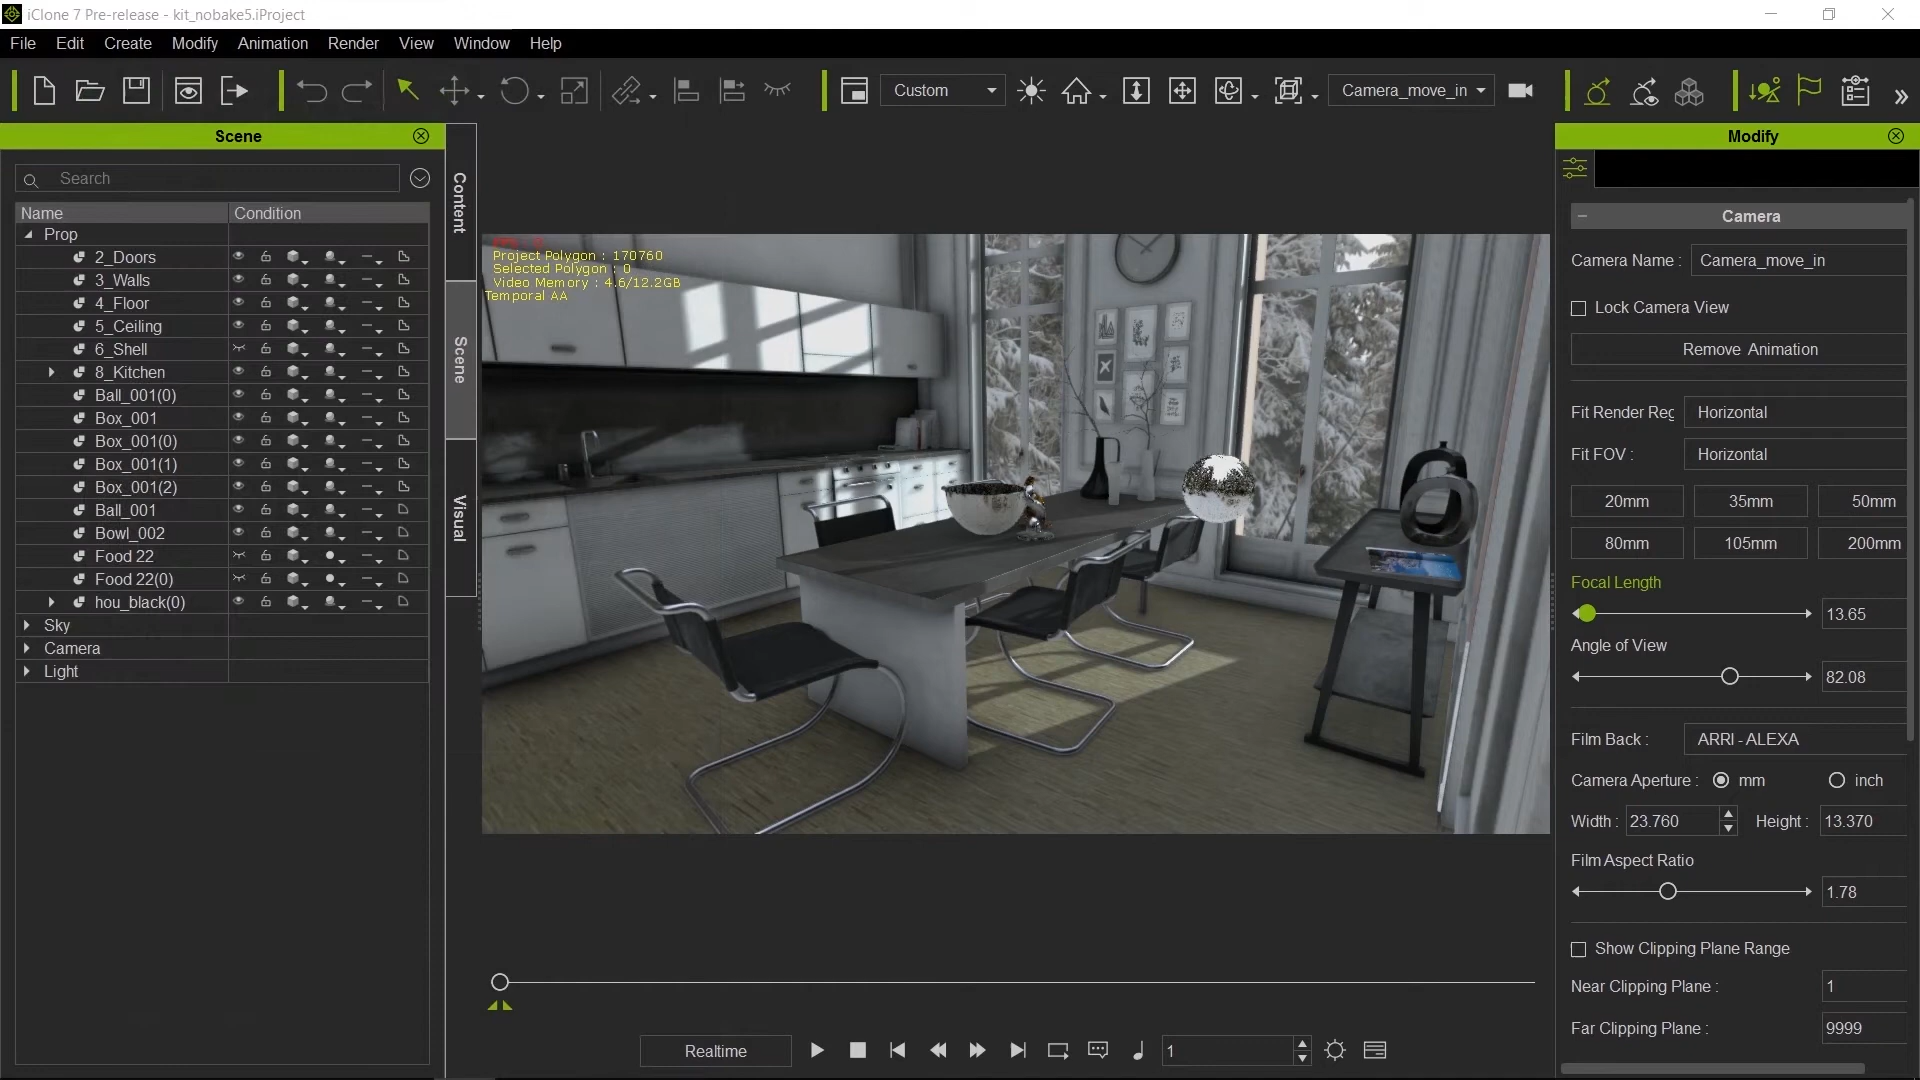 iClone 7 Pre-release - kit_nobake5.iProject
File Edit Create Modify Animation Render View Window Help
Custom Camera_move_in
Scene
Search
Name Condition
Prop
2_Doors
3_Walls
4_Floor
5_Ceiling
6_Shell
8_Kitchen
Ball_001(0)
Box_001
Box_001(0)
Box_001(1)
Box_001(2)
Ball_001
Bowl_002
Food 22
Food 22(0)
hou_black(0)
Sky
Camera
Light
Content
Scene
Visual
Project Polygon : 170760
Selected Polygon : 0
Video Memory : 4.6/12.2GB
Temporal AA
Realtime
1
Modify
Camera
Camera Name : Camera_move_in
Lock Camera View
Remove Animation
Fit Render Reg Horizontal
Fit FOV : Horizontal
20mm 35mm 50mm
80mm 105mm 200mm
Focal Length
13.65
Angle of View
82.08
Film Back : ARRI - ALEXA
Camera Aperture : mm inch
Width : 23.760 Height : 13.370
Film Aspect Ratio
1.78
Show Clipping Plane Range
Near Clipping Plane : 1
Far Clipping Plane : 9999